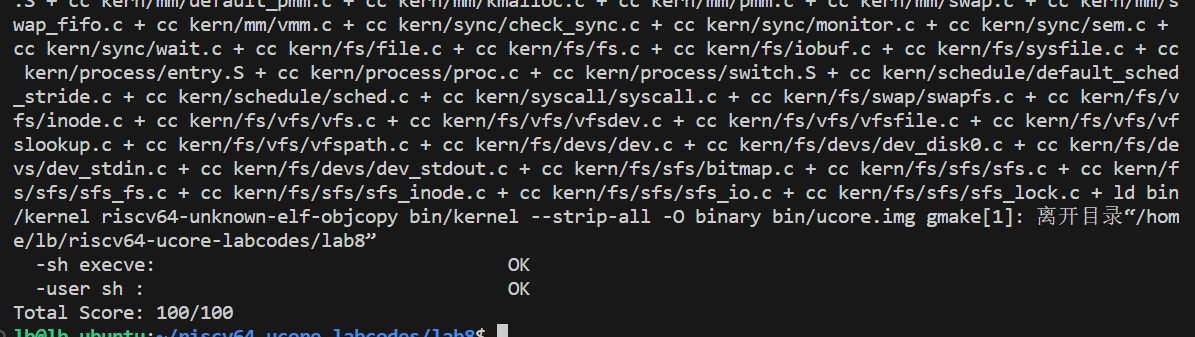 .S + cc kern/mm/default_pmm.c + cc kern/mm/kmalloc.c + cc kern/mm/pmm.c + cc kern/mm/swap.c + cc kern/mm/s
wap_fifo.c + cc kern/mm/vmm.c + cc kern/sync/check_sync.c + cc kern/sync/monitor.c + cc kern/sync/sem.c +
cc kern/sync/wait.c + cc kern/fs/file.c + cc kern/fs/fs.c + cc kern/fs/iobuf.c + cc kern/fs/sysfile.c + cc
 kern/process/entry.S + cc kern/process/proc.c + cc kern/process/switch.S + cc kern/schedule/default_sched
_stride.c + cc kern/schedule/sched.c + cc kern/syscall/syscall.c + cc kern/fs/swap/swapfs.c + cc kern/fs/v
fs/inode.c + cc kern/fs/vfs/vfs.c + cc kern/fs/vfs/vfsdev.c + cc kern/fs/vfs/vfsfile.c + cc kern/fs/vfs/vf
slookup.c + cc kern/fs/vfs/vfspath.c + cc kern/fs/devs/dev.c + cc kern/fs/devs/dev_disk0.c + cc kern/fs/de
vs/dev_stdin.c + cc kern/fs/devs/dev_stdout.c + cc kern/fs/sfs/bitmap.c + cc kern/fs/sfs/sfs.c + cc kern/f
s/sfs/sfs_fs.c + cc kern/fs/sfs/sfs_inode.c + cc kern/fs/sfs/sfs_io.c + cc kern/fs/sfs/sfs_lock.c + ld bin
/kernel riscv64-unknown-elf-objcopy bin/kernel --strip-all -O binary bin/ucore.img gmake[1]: 离开目录“/hom
e/lb/riscv64-ucore-labcodes/lab8”
  -sh execve:                              OK
  -user sh :                               OK
Total Score: 100/100
lb@lb-ubuntu:~/riscv64-ucore-labcodes/lab8$